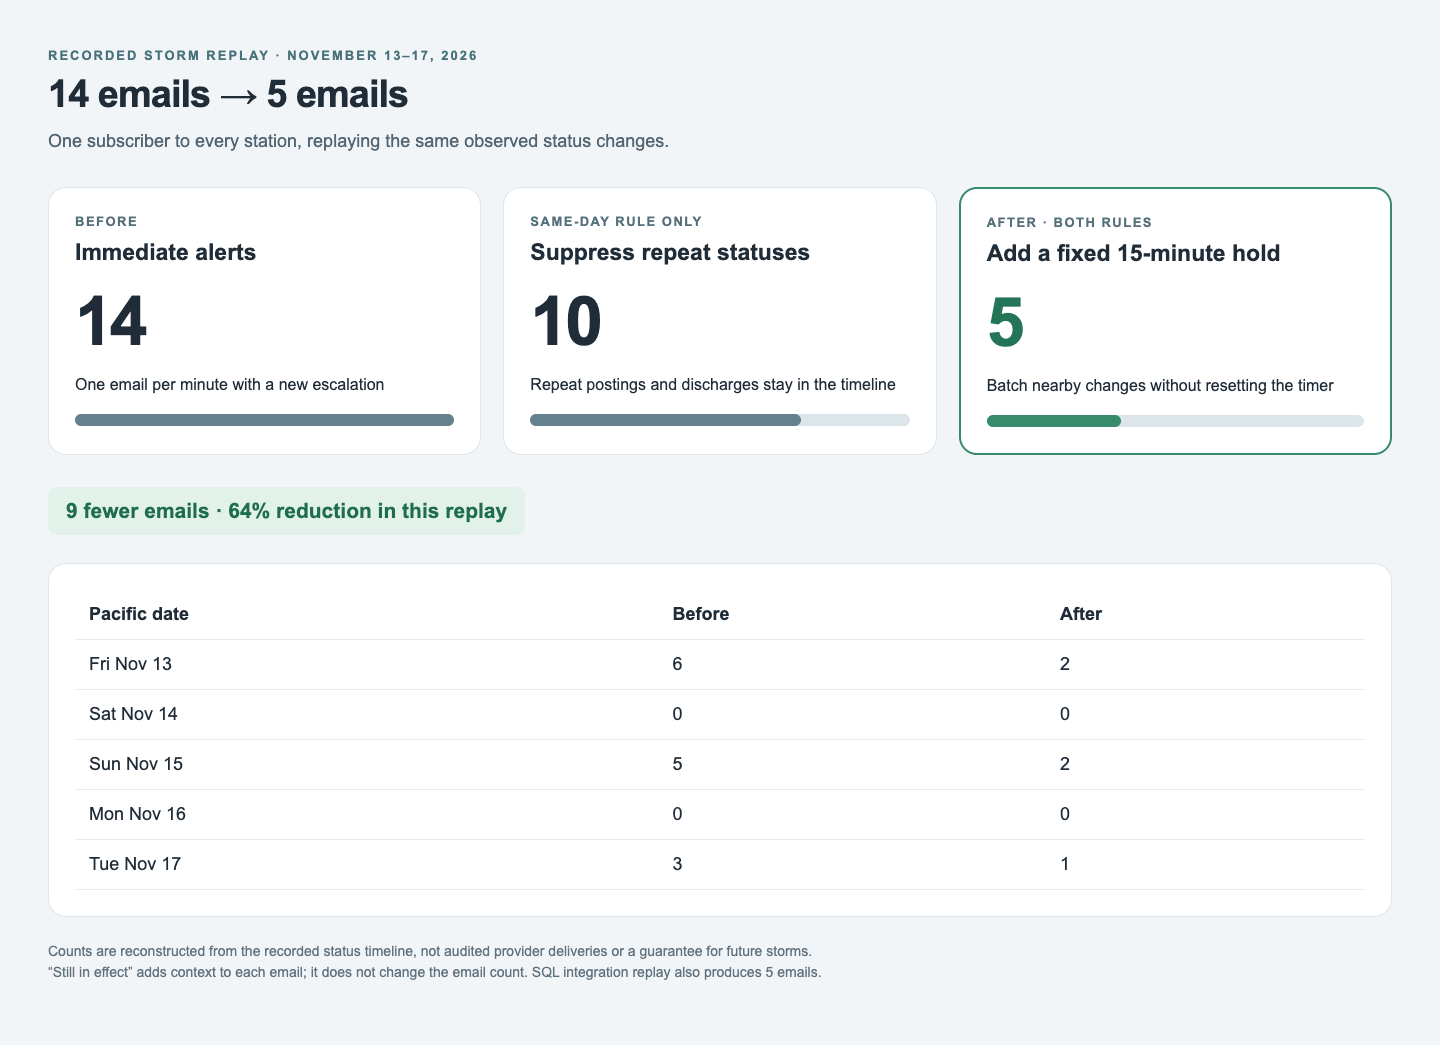 RECORDED STORM REPLAY · NOVEMBER 13–17, 2026
14 emails → 5 emails
One subscriber to every station, replaying the same observed status changes.
BEFORE
Immediate alerts
14
One email per minute with a new escalation
SAME-DAY RULE ONLY
Suppress repeat statuses
10
Repeat postings and discharges stay in the timeline
AFTER · BOTH RULES
Add a fixed 15-minute hold
5
Batch nearby changes without resetting the timer
9 fewer emails · 64% reduction in this replay
Pacific date Before After
Fri Nov 13 6 2
Sat Nov 14 0 0
Sun Nov 15 5 2
Mon Nov 16 0 0
Tue Nov 17 3 1
Counts are reconstructed from the recorded status timeline, not audited provider deliveries or a guarantee for future storms.
“Still in effect” adds context to each email; it does not change the email count. SQL integration replay also produces 5 emails.